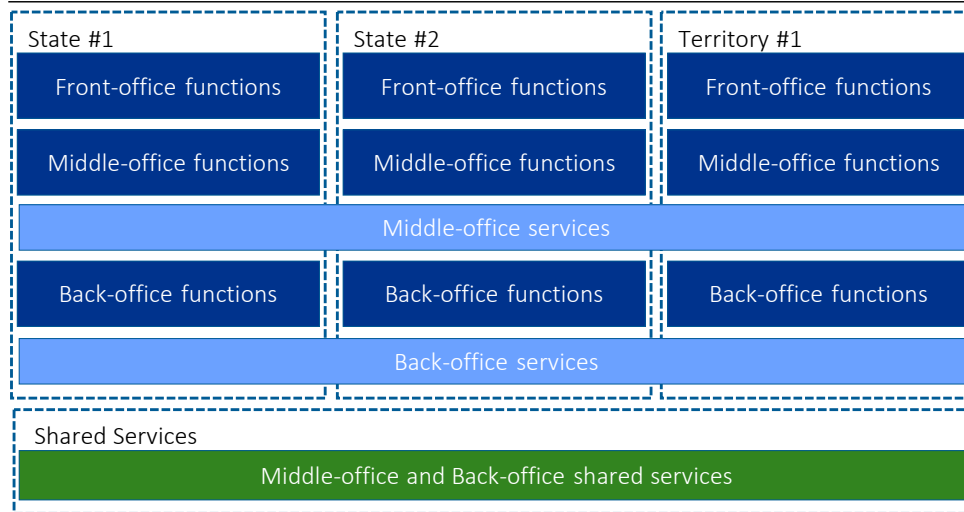 State #1
State #2
Territory #1
Front-office functions
Front-office functions
Front-office functions
Middle-office functions
Middle-office functions
Middle-office functions
Middle-office services
Back-office functions
Back-office functions
Back-office functions
Back-office services
Shared Services
Middle-office and Back-office shared services